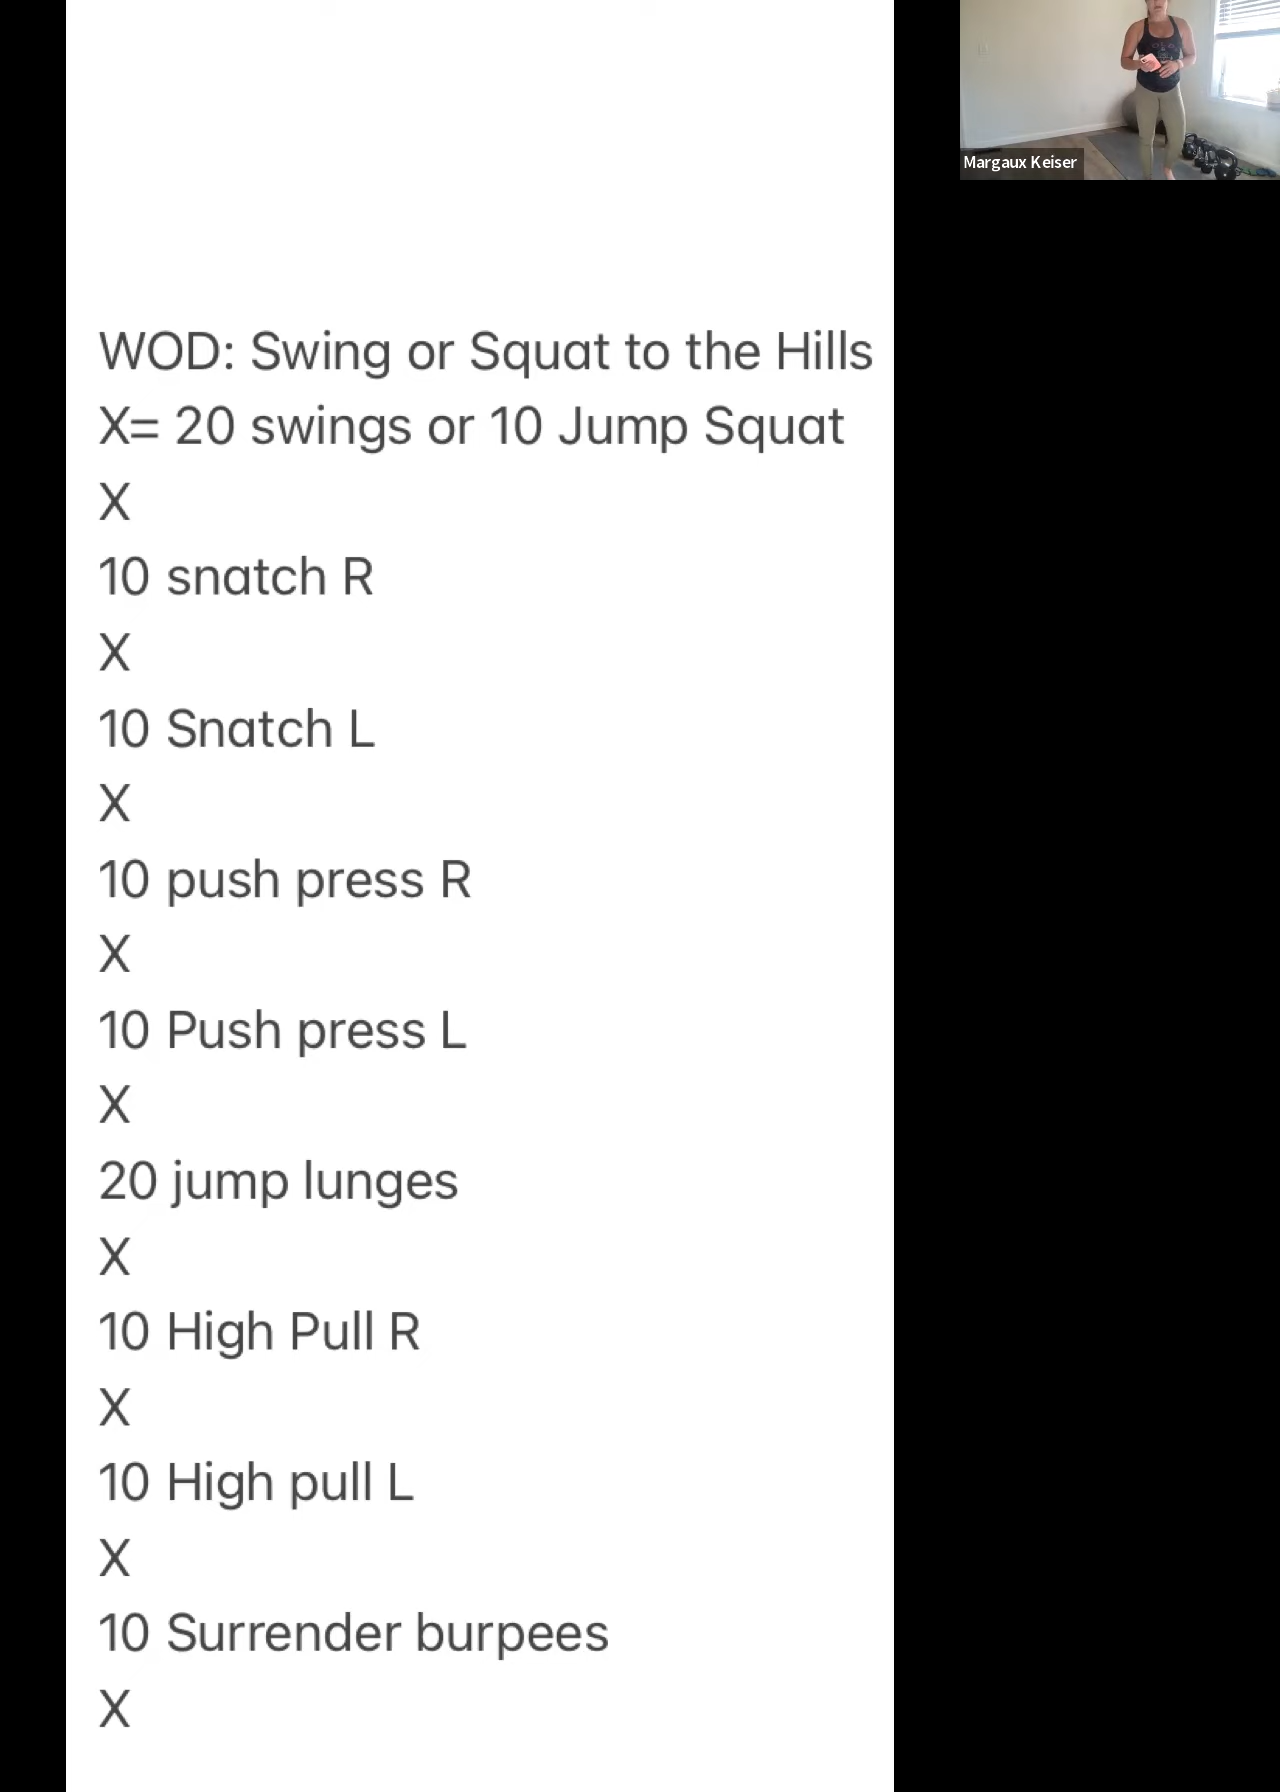 WOD: Swing or Squat to the Hills
X= 20 swings or 10 Jump Squat
X
10 snatch R
X
10 Snatch L
X
10 push press R
X
10 Push press L
X
20 jump lunges
X
10 High Pull R
X
10 High pull L
X
10 Surrender burpees
X
Margaux Keiser